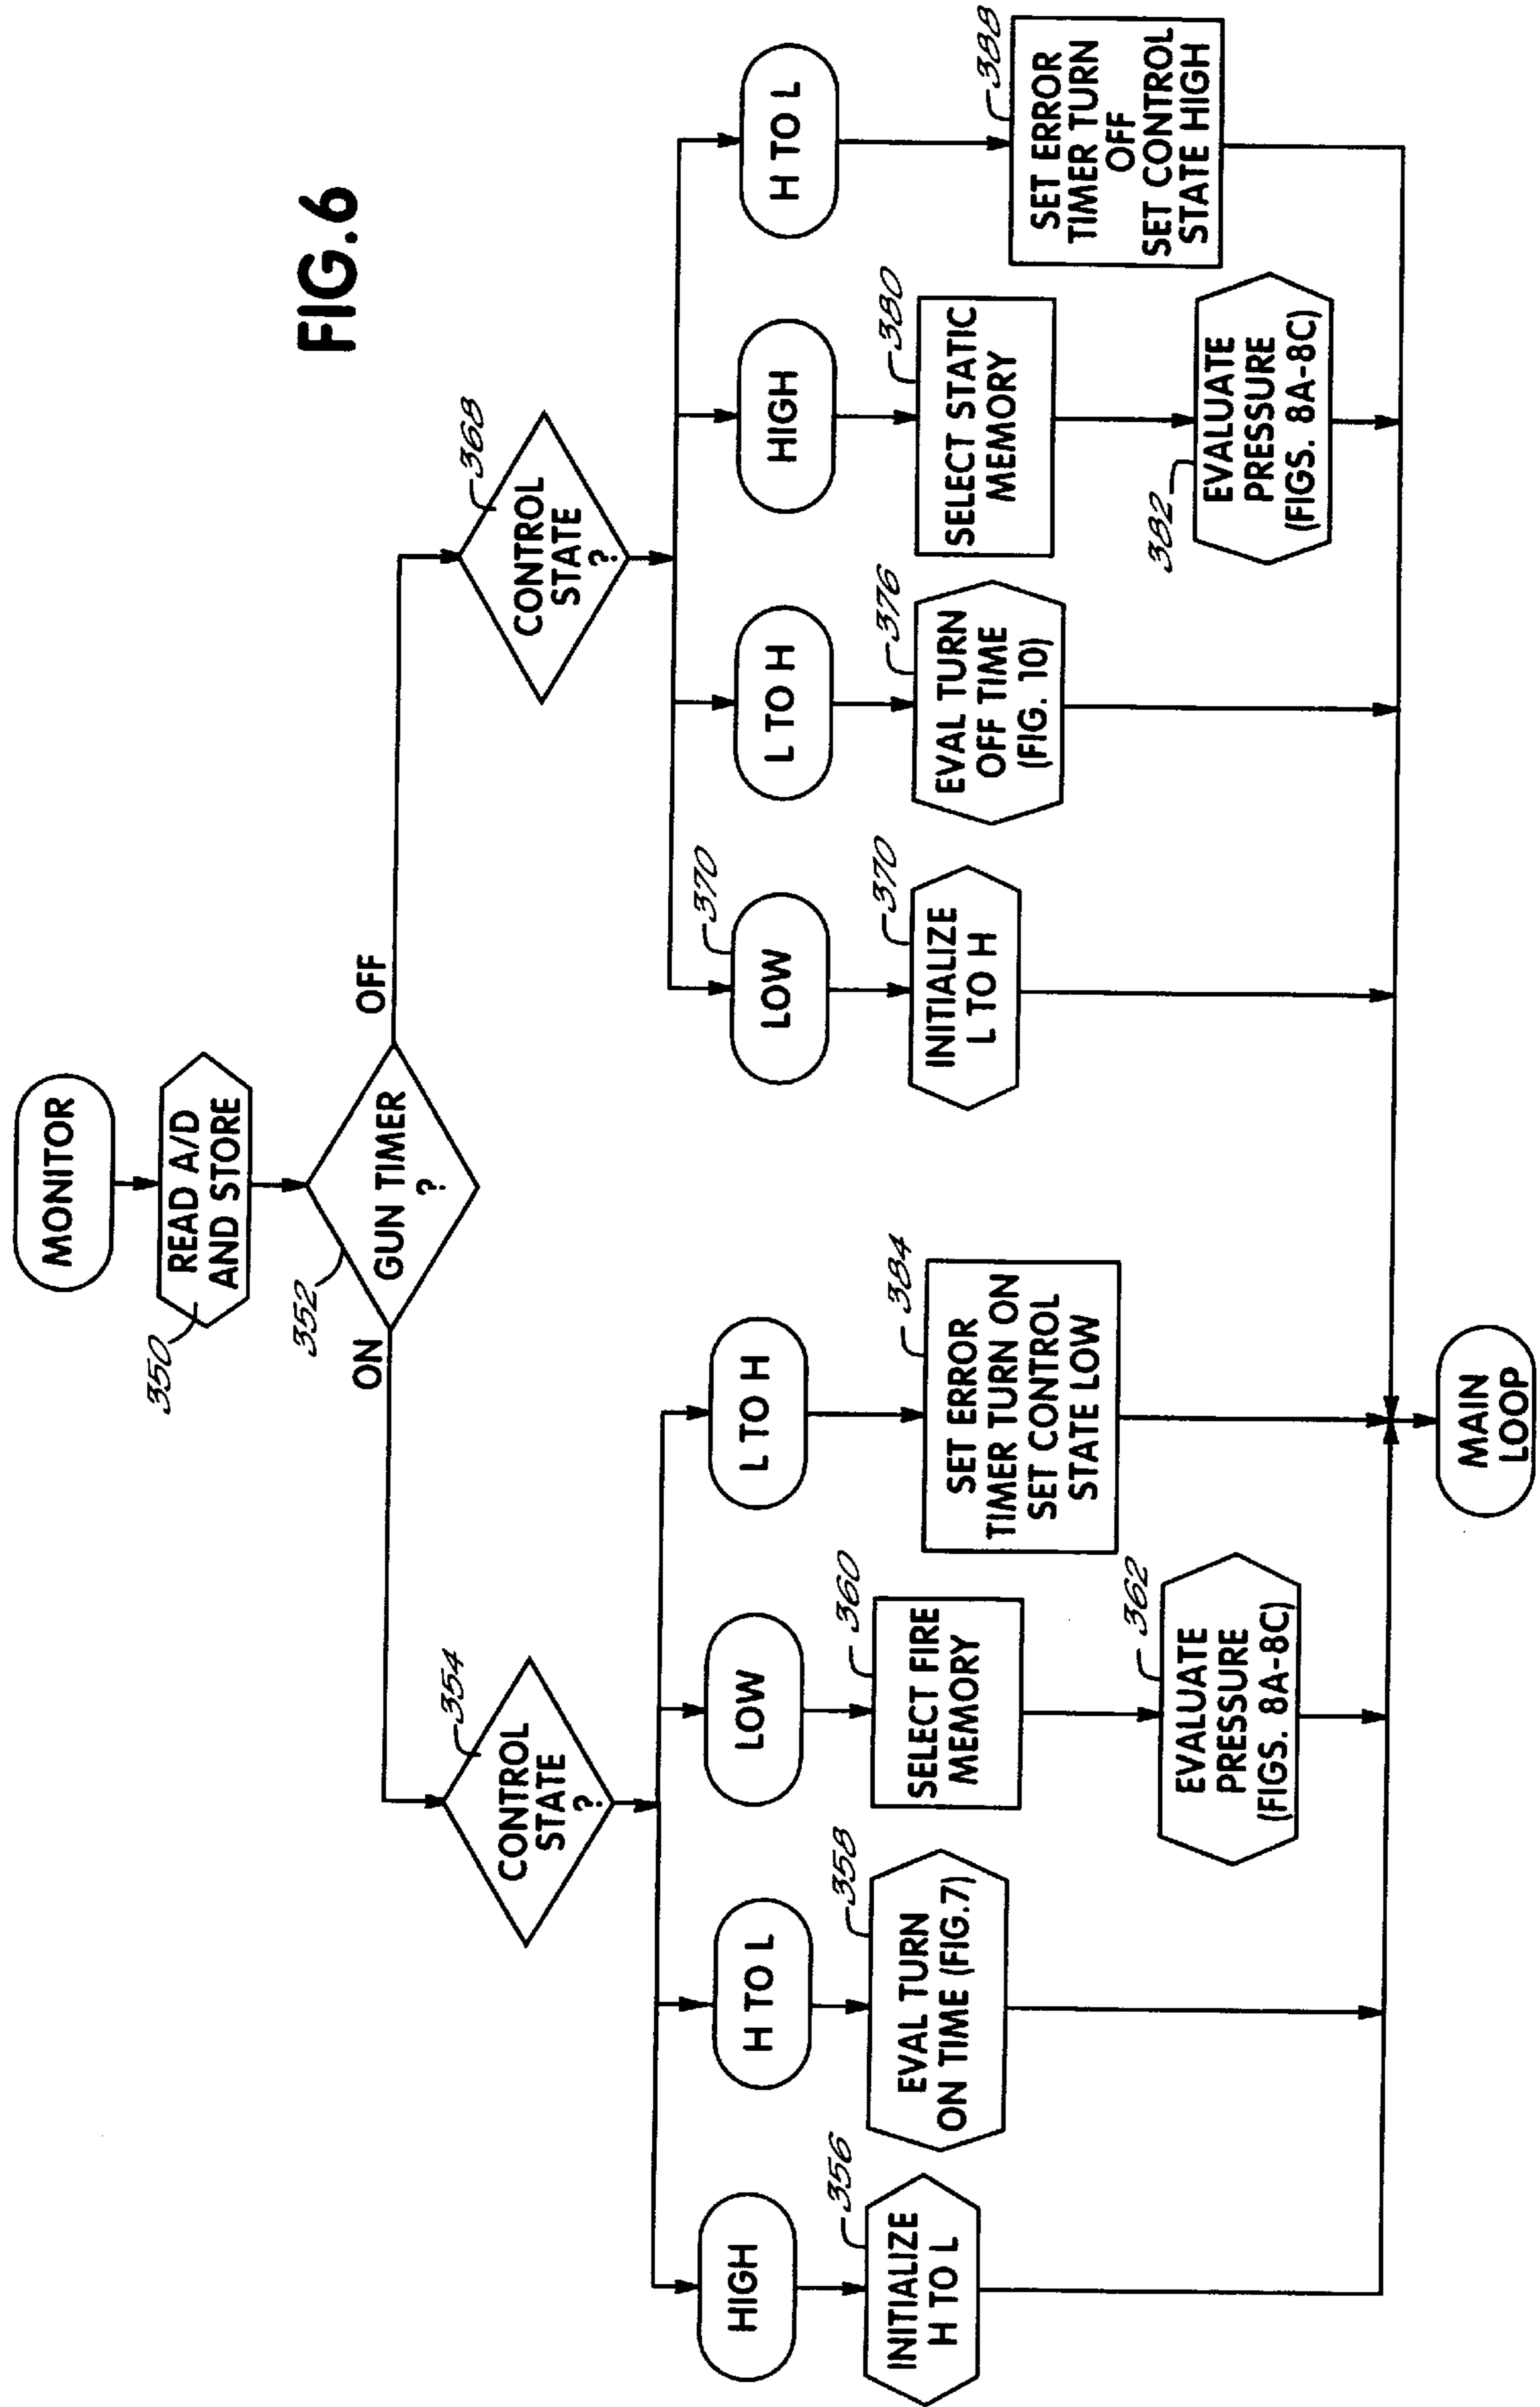 FIG.6
MONITOR
350
READ A/D
AND STORE
352
GUN TIMER
?
ON
OFF
354
CONTROL
STATE
?
368
CONTROL
STATE
?
HIGH
356
INITIALIZE
H TO L
H TO L
358
EVAL TURN
ON TIME (FIG.7)
LOW
360
SELECT FIRE
MEMORY
362
EVALUATE
PRESSURE
(FIGS. 8A-8C)
L TO H
384
SET ERROR
TIMER TURN ON
SET CONTROL
STATE LOW
370
LOW
370
INITIALIZE
L TO H
L TO H
376
EVAL TURN
OFF TIME
(FIG. 10)
HIGH
380
SELECT STATIC
MEMORY
382
EVALUATE
PRESSURE
(FIGS. 8A-8C)
H TO L
388
SET ERROR
TIMER TURN
OFF
SET CONTROL
STATE HIGH
MAIN
LOOP